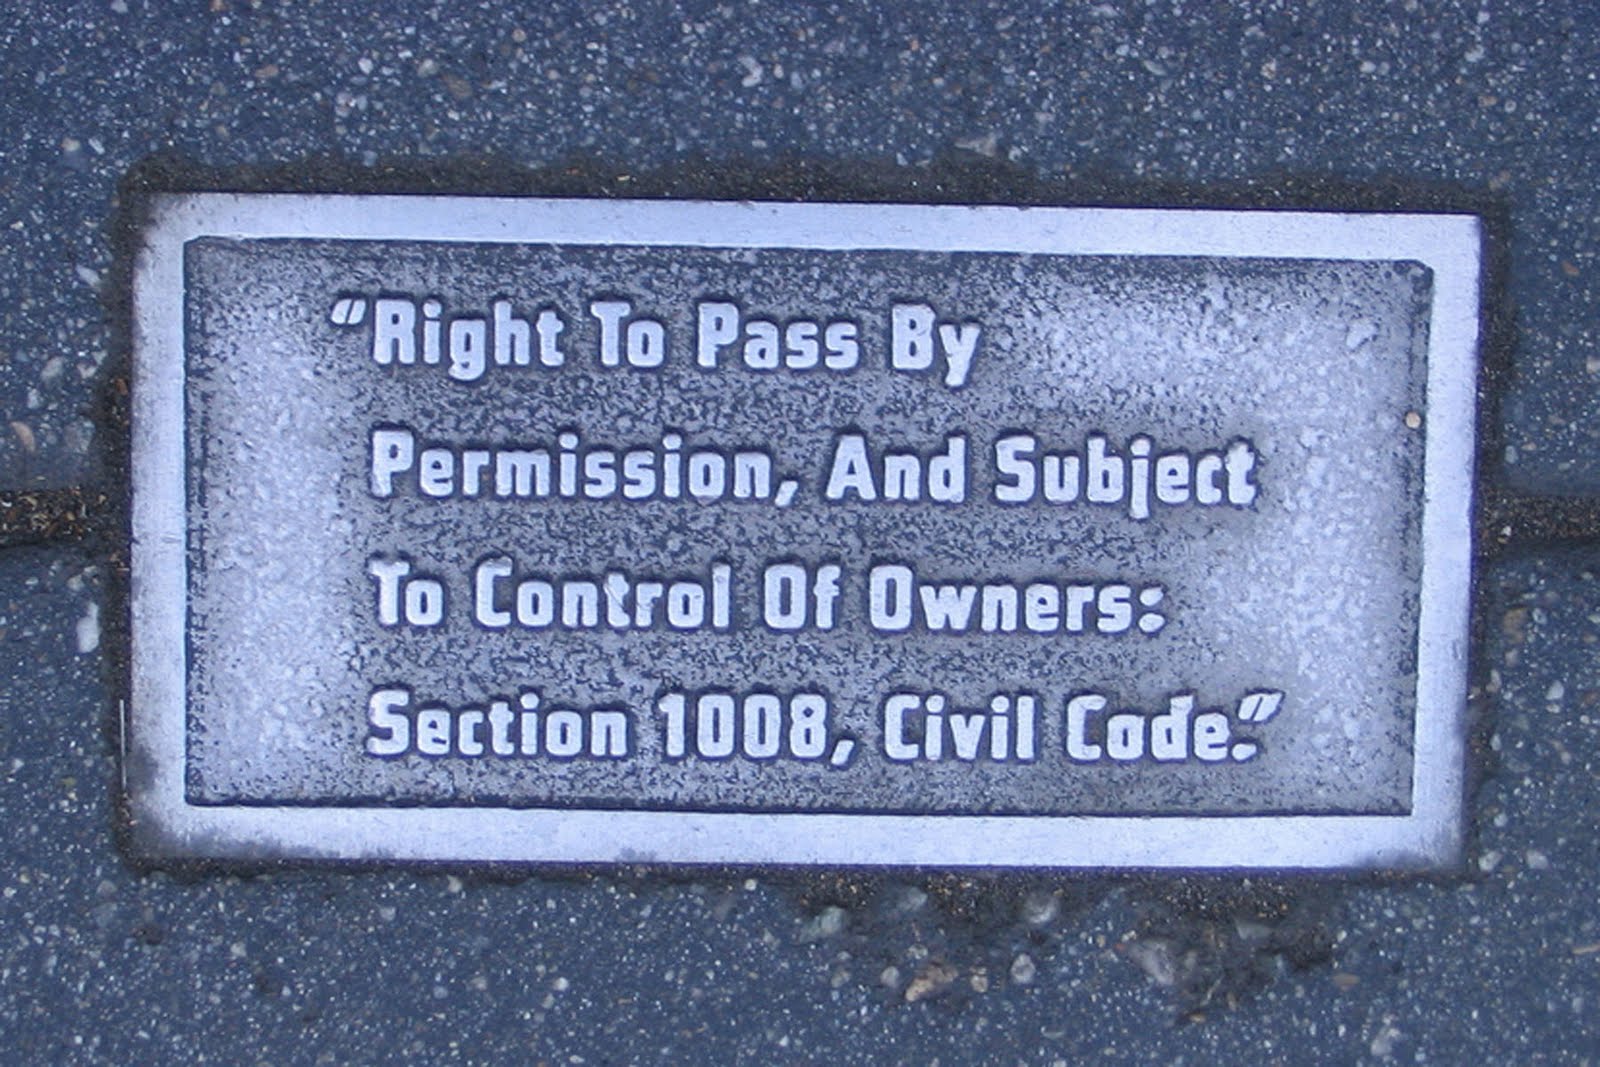 “Right To Pass By
Permission, And Subject
To Control Of Owners:
Section 1008, Civil Code.”